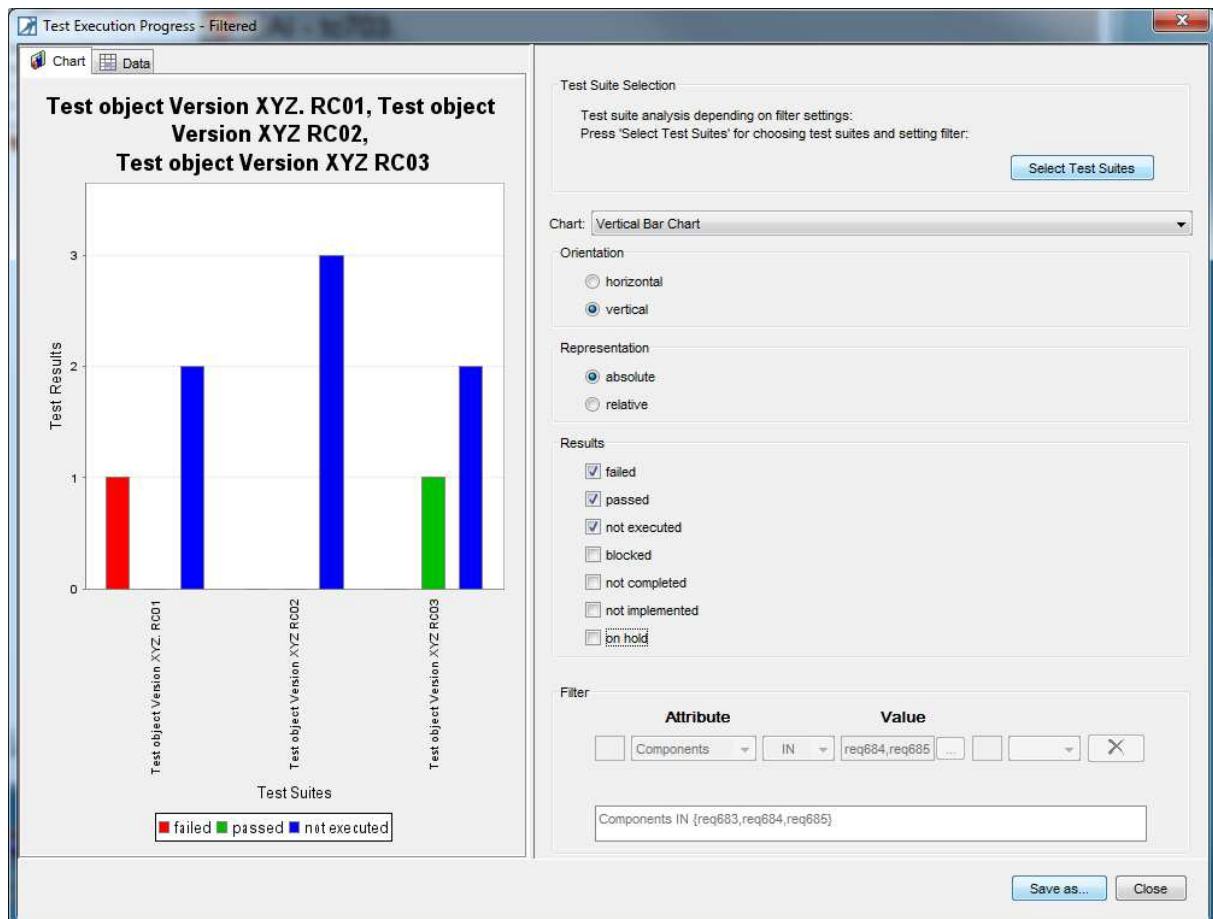 Test Execution Progress - Filtered
Chart
Data
Test object Version XYZ. RC01, Test object
Version XYZ RC02,
Test object Version XYZ RC03
Test Results
3
2
1
0
Test object Version XYZ. RC01
Test object Version XYZ RC02
Test object Version XYZ RC03
Test Suites
failed passed not executed
Test Suite Selection
Test suite analysis depending on filter settings:
Press 'Select Test Suites' for choosing test suites and setting filter:
Select Test Suites
Chart: Vertical Bar Chart
Orientation
horizontal
vertical
Representation
absolute
relative
Results
failed
passed
not executed
blocked
not completed
not implemented
on hold
Filter
Attribute Value
Components IN req684,req685 ...
Components IN {req683,req684,req685}
Save as... Close